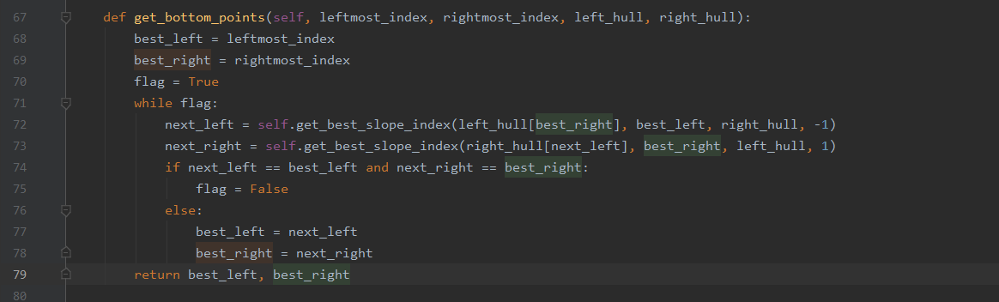 67 def get_bottom_points(self, leftmost_index, rightmost_index, left_hull, right_hull):
68 best_left = leftmost_index
69 best_right = rightmost_index
70 flag = True
71 while flag:
72 next_left = self.get_best_slope_index(left_hull[best_right], best_left, right_hull, -1)
73 next_right = self.get_best_slope_index(right_hull[next_left], best_right, left_hull, 1)
74 if next_left == best_left and next_right == best_right:
75 flag = False
76 else:
77 best_left = next_left
78 best_right = next_right
79 return best_left, best_right
80